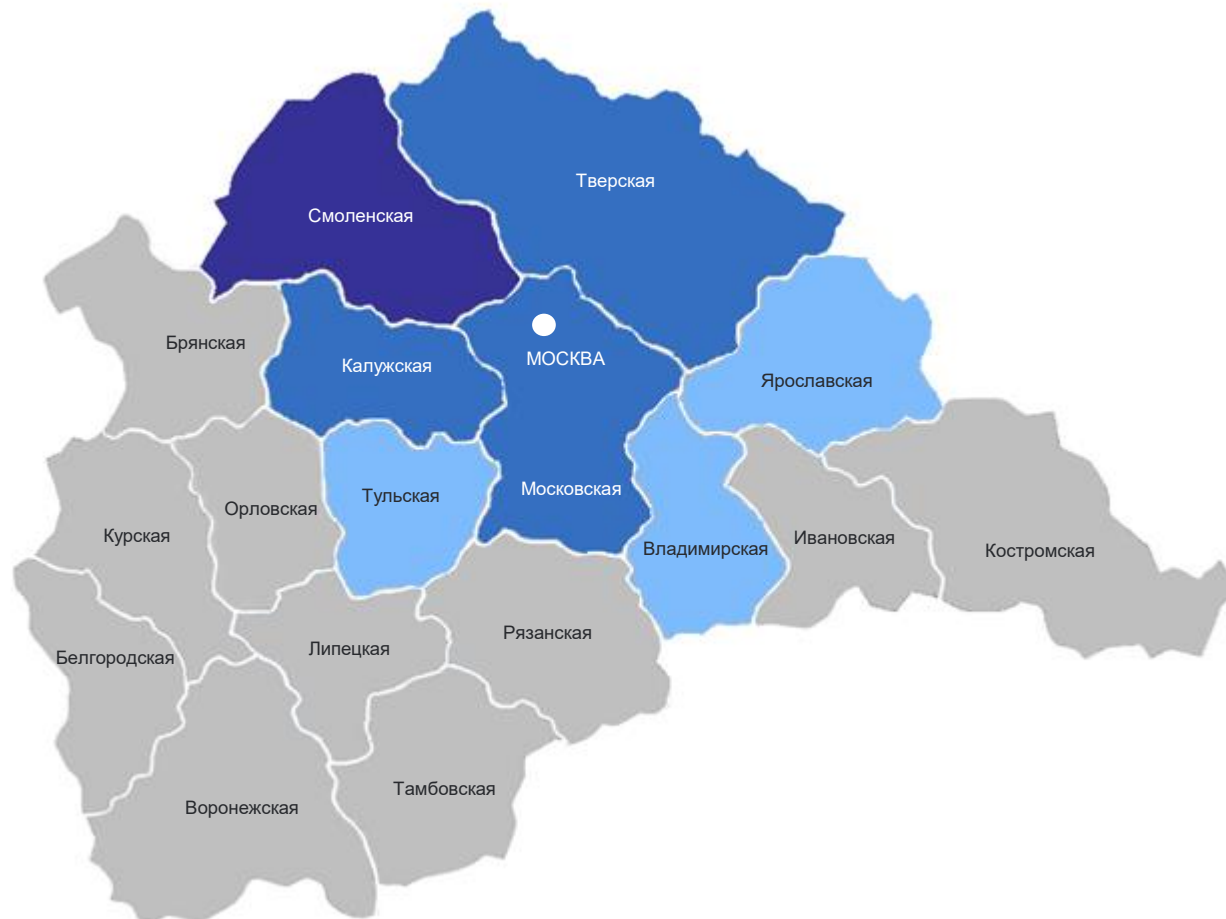 Тверская
Смоленская
Брянская
МОСКВА
Калужская
Ярославская
Московская
Тульская
Орловская
Курская
Владимирская
Ивановская
Костромская
Рязанская
Липецкая
Белгородская
Тамбовская
Воронежская